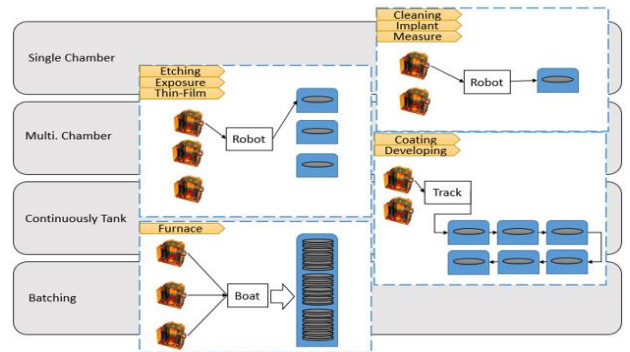 Single Chamber
Multi. Chamber
Continuously Tank
Batching
Cleaning
Implant
Measure
Robot
Etching
Exposure
Thin-Film
Robot
Coating
Developing
Track
Furnace
Boat